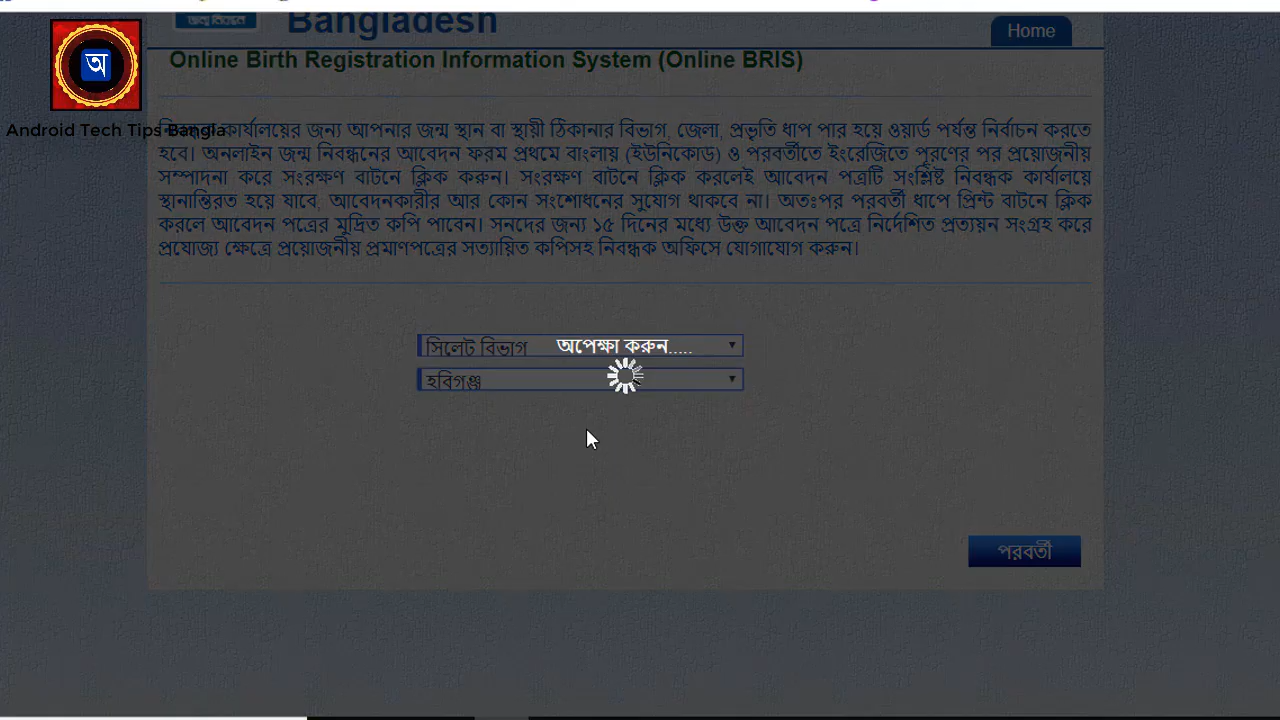 জন্ম নিবন্ধন
Bangladesh
Home
Online Birth Registration Information System (Online BRIS)
অ
Android Tech Tips Bangla
কার্যালয়ের জন্য আপনার জন্ম স্থান বা স্থায়ী ঠিকানার বিভাগ, জেলা, প্রভৃতি ধাপ পার হয়ে ওয়ার্ড পর্যন্ত নির্বাচন করতে
হবে। অনলাইন জন্ম নিবন্ধনের আবেদন ফরম প্রথমে বাংলায় (ইউনিকোড) ও পরবর্তীতে ইংরেজিতে পূরণের পর প্রয়োজনীয়
সম্পাদনা করে সংরক্ষণ বাটনে ক্লিক করুন। সংরক্ষণ বাটনে ক্লিক করলেই আবেদন পত্রটি সংশ্লিষ্ট নিবন্ধক কার্যালয়ে
স্থানান্তিরত হয়ে যাবে, আবেদনকারীর আর কোন সংশোধনের সুযোগ থাকবে না। অতঃপর পরবর্তী ধাপে প্রিন্ট বাটনে ক্লিক
করলে আবেদন পত্রের মুদ্রিত কপি পাবেন। সনদের জন্য ১৫ দিনের মধ্যে উক্ত আবেদন পত্রে নির্দেশিত প্রত্যয়ন সংগ্রহ করে
প্রযোজ্য ক্ষেত্রে প্রয়োজনীয় প্রমাণপত্রের সত্যায়িত কপিসহ নিবন্ধক অফিসে যোগাযোগ করুন।
সিলেট বিভাগ
অপেক্ষা করুন.....
হবিগঞ্জ
পরবর্তী